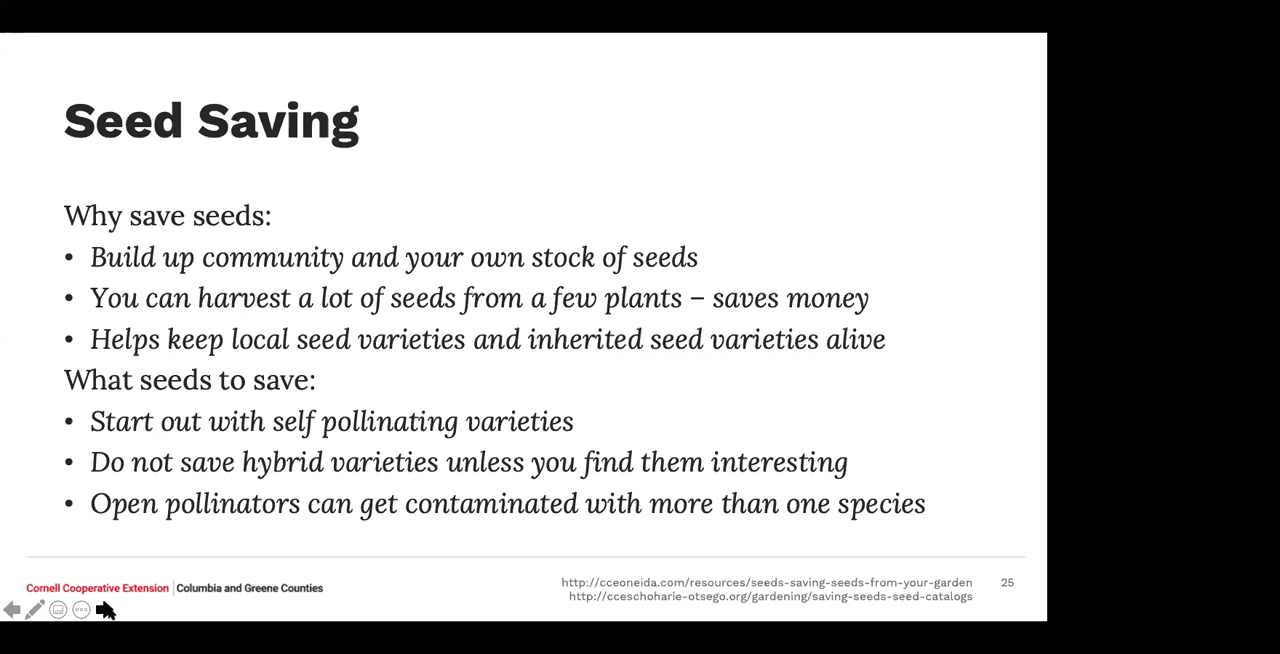 Seed Saving
Why save seeds:
• Build up community and your own stock of seeds
• You can harvest a lot of seeds from a few plants – saves money
• Helps keep local seed varieties and inherited seed varieties alive
What seeds to save:
• Start out with self pollinating varieties
• Do not save hybrid varieties unless you find them interesting
• Open pollinators can get contaminated with more than one species
Cornell Cooperative Extension | Columbia and Greene Counties
http://cceoneida.com/resources/seeds-saving-seeds-from-your-garden
http://cceschoharie-otsego.org/gardening/saving-seeds-seed-catalogs
25